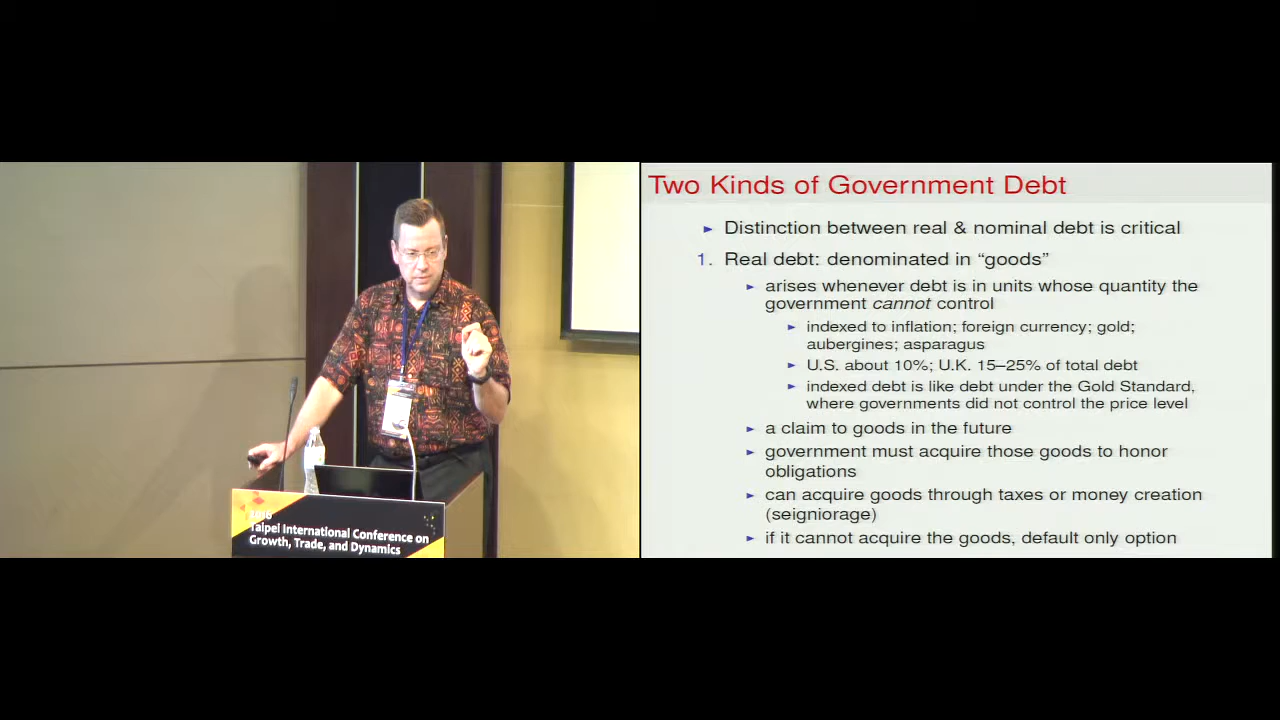 2016
Taipei International Conference on
Growth, Trade, and Dynamics
Two Kinds of Government Debt
► Distinction between real & nominal debt is critical
1. Real debt: denominated in “goods”
► arises whenever debt is in units whose quantity the
government cannot control
► indexed to inflation; foreign currency; gold;
aubergines; asparagus
► U.S. about 10%; U.K. 15–25% of total debt
► indexed debt is like debt under the Gold Standard,
where governments did not control the price level
► a claim to goods in the future
► government must acquire those goods to honor
obligations
► can acquire goods through taxes or money creation
(seigniorage)
► if it cannot acquire the goods, default only option